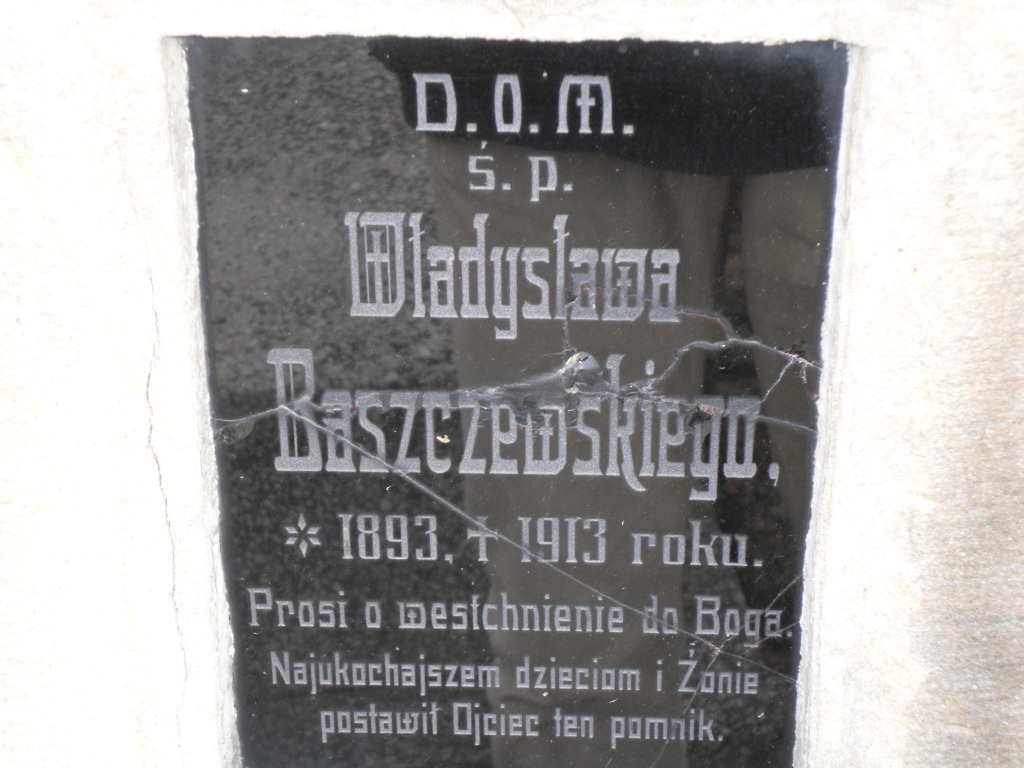 D. O. M.
ś. p.
Władysława
Baszczewskiego,
* 1893. † 1913 roku.
Prosi o westchnienie do Boga.
Najukochajszem dzieciom i Żonie
postawił Ojciec ten pomnik.